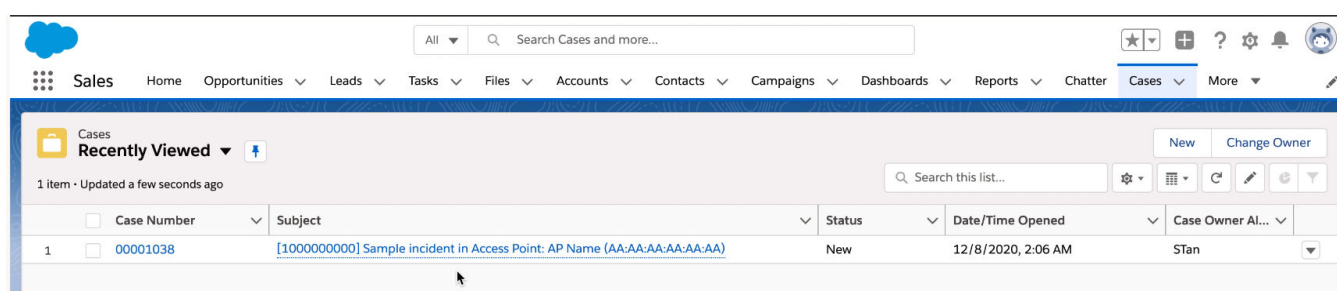 All Search Cases and more...
Sales Home Opportunities Leads Tasks Files Accounts Contacts Campaigns Dashboards Reports Chatter Cases More
Cases
Recently Viewed
New Change Owner
1 item • Updated a few seconds ago
Search this list...
Case Number Subject Status Date/Time Opened Case Owner Al...
1 00001038 [1000000000] Sample incident in Access Point: AP Name (AA:AA:AA:AA:AA:AA) New 12/8/2020, 2:06 AM STan